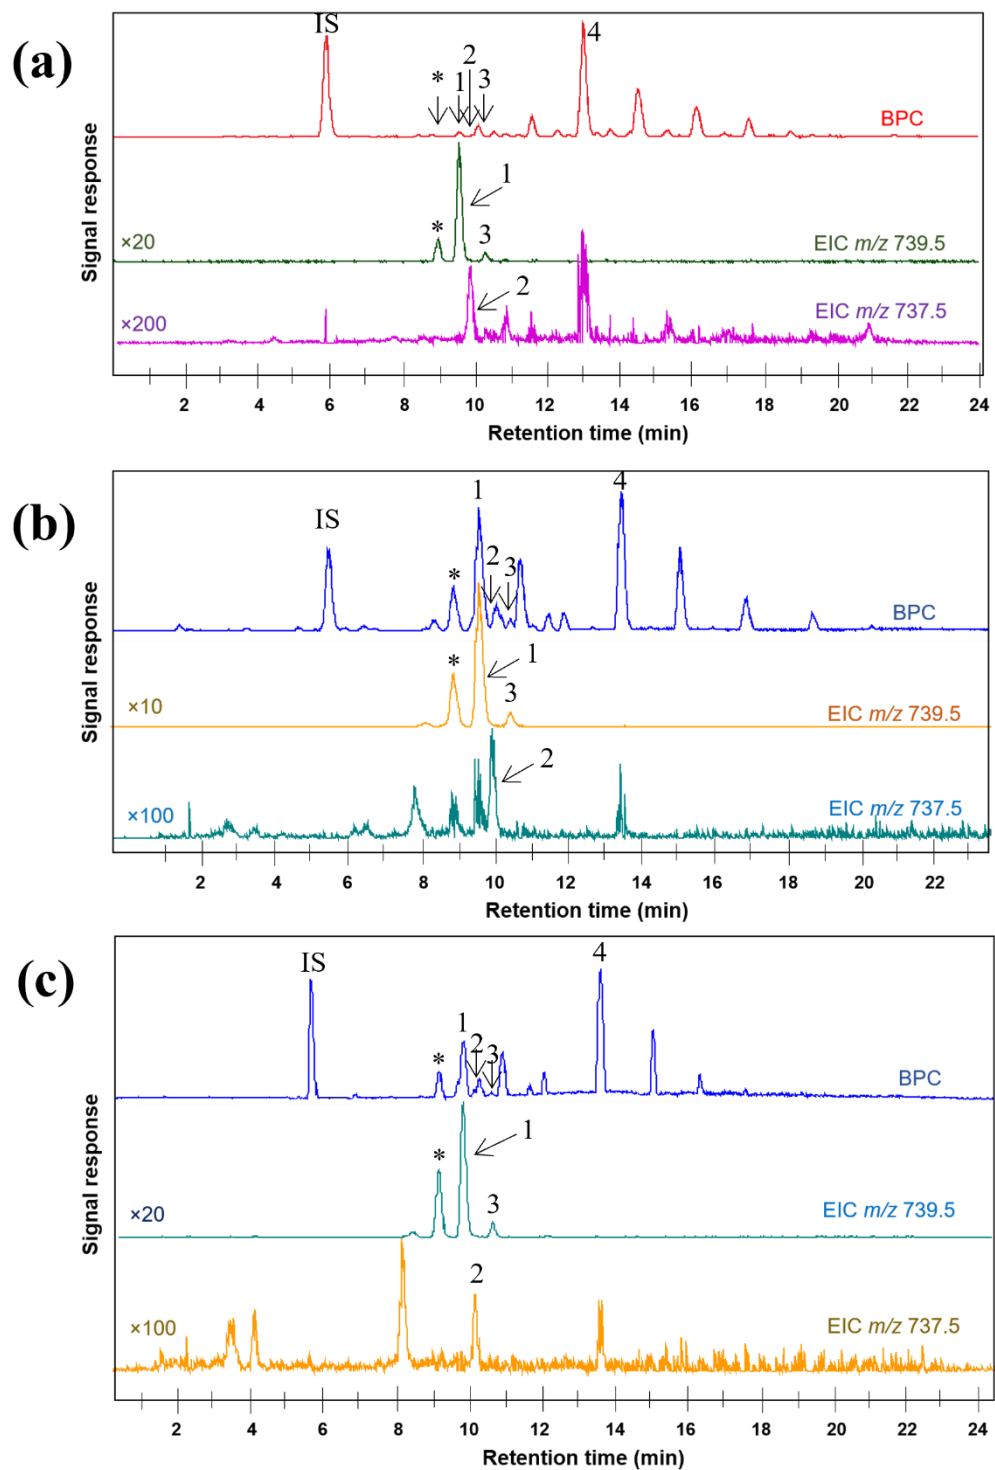 (a)
Signal response
IS
*
1
2
3
4
BPC
*
1
3
×20
EIC m/z 739.5
2
×200
EIC m/z 737.5
2 4 6 8 10 12 14 16 18 20 22 24
Retention time (min)
(b)
Signal response
IS
*
1
2
3
4
BPC
*
1
3
×10
EIC m/z 739.5
2
×100
EIC m/z 737.5
2 4 6 8 10 12 14 16 18 20 22
Retention time (min)
(c)
Signal response
IS
*
1
2
3
4
BPC
*
1
3
×20
EIC m/z 739.5
2
×100
EIC m/z 737.5
2 4 6 8 10 12 14 16 18 20 22 24
Retention time (min)